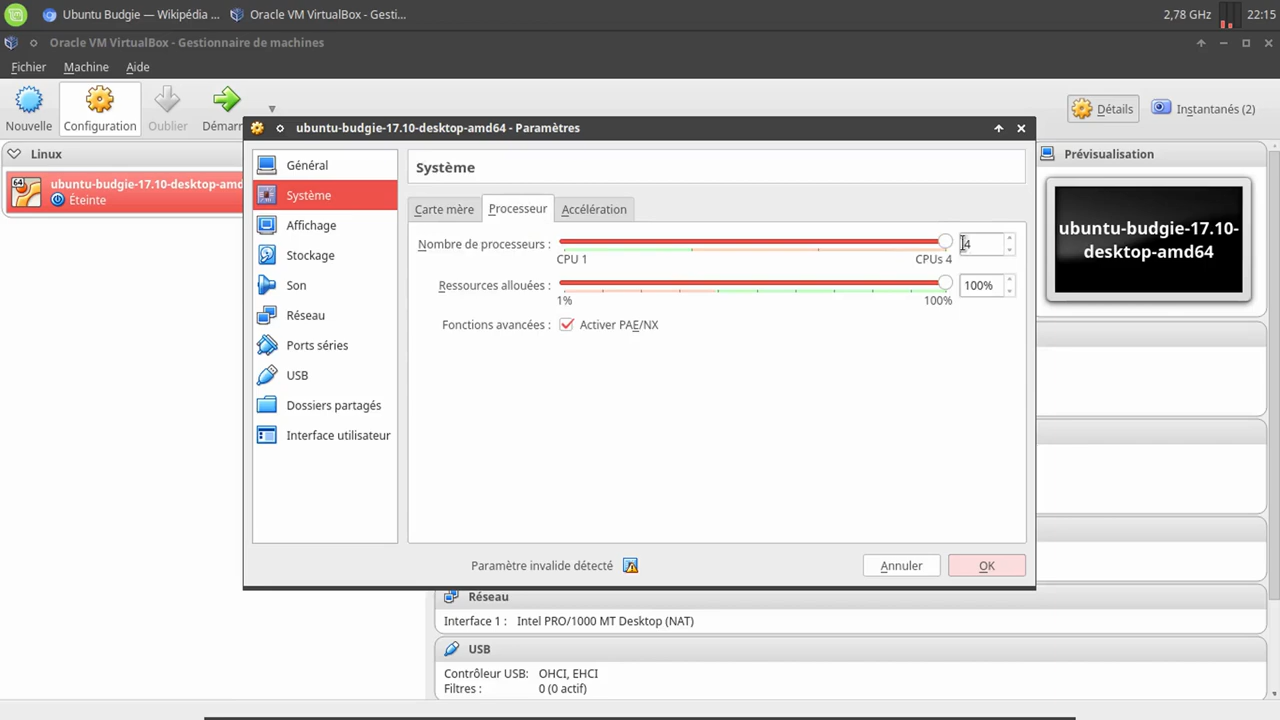 Ubuntu Budgie — Wikipédia ...
Oracle VM VirtualBox - Gesti...
2,78 GHz
22:15
Oracle VM VirtualBox - Gestionnaire de machines
Fichier
Machine
Aide
Nouvelle
Configuration
Oublier
Démarr
Détails
Instantanés (2)
ubuntu-budgie-17.10-desktop-amd64 - Paramètres
Linux
64
ubuntu-budgie-17.10-desktop-amd
Éteinte
Général
Système
Affichage
Stockage
Son
Réseau
Ports séries
USB
Dossiers partagés
Interface utilisateur
Système
Carte mère
Processeur
Accélération
Nombre de processeurs :
4
CPU 1
CPUs 4
Ressources allouées :
100%
1%
100%
Fonctions avancées :
Activer PAE/NX
Paramètre invalide détecté
Annuler
OK
Prévisualisation
ubuntu-budgie-17.10-
desktop-amd64
Réseau
Interface 1 : Intel PRO/1000 MT Desktop (NAT)
USB
Contrôleur USB: OHCI, EHCI
Filtres : 0 (0 actif)